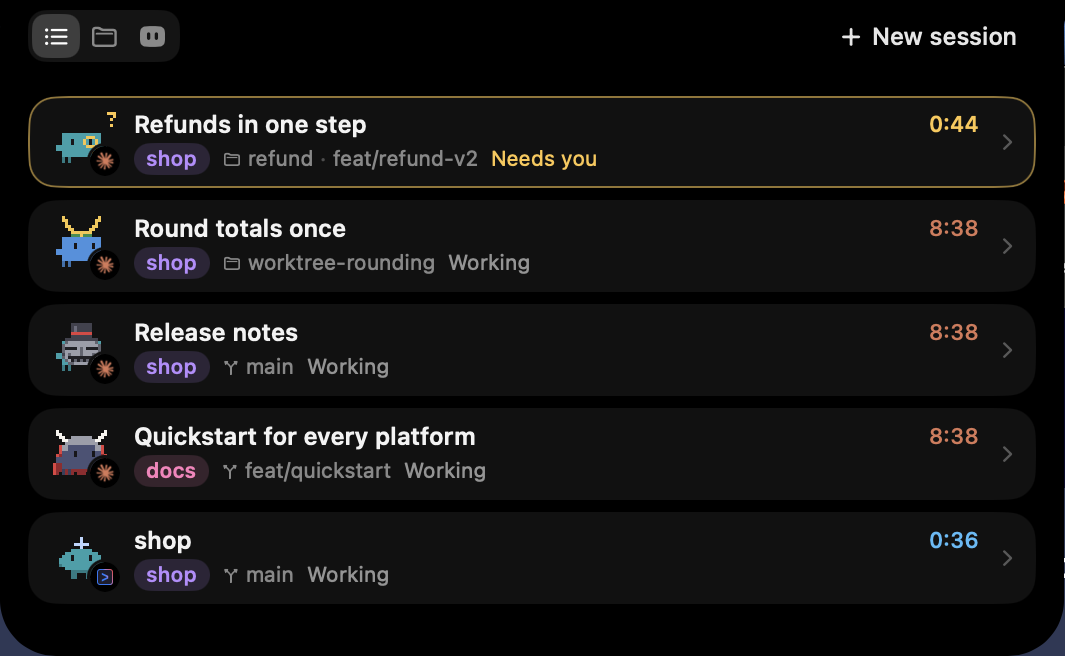 + New session
Refunds in one step
0:44
shop refund · feat/refund-v2 Needs you
Round totals once
8:38
shop worktree-rounding Working
Release notes
8:38
shop main Working
Quickstart for every platform
8:38
docs feat/quickstart Working
shop
0:36
shop main Working